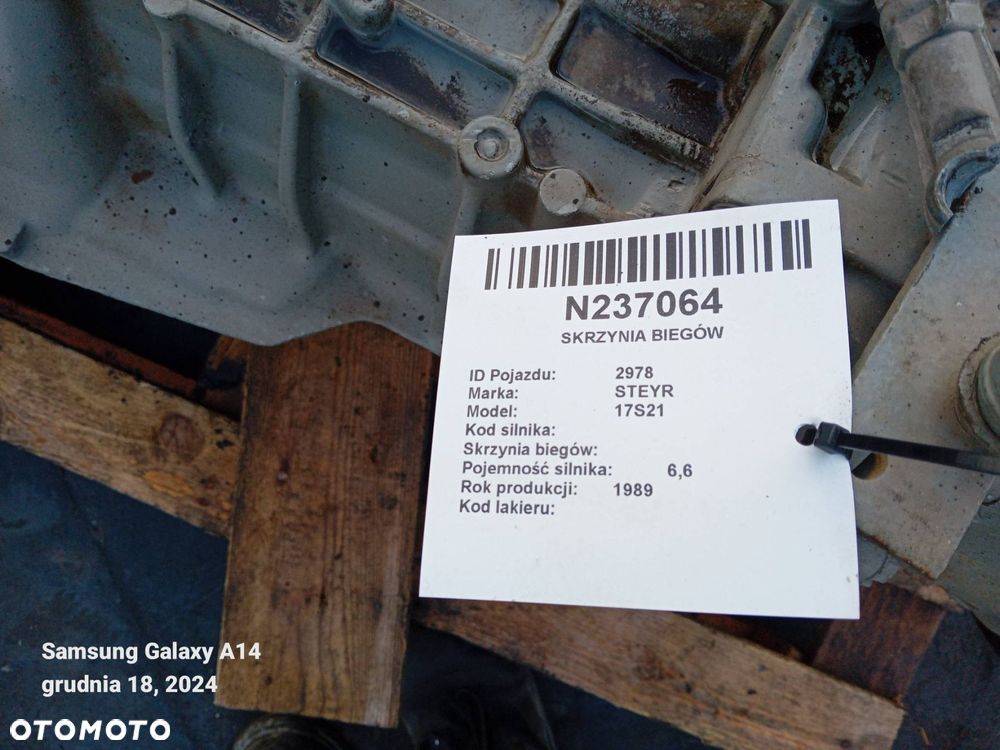 N237064
SKRZYNIA BIEGÓW
ID Pojazdu: 2978
Marka: STEYR
Model: 17S21
Kod silnika:
Skrzynia biegów:
Pojemność silnika: 6,6
Rok produkcji: 1989
Kod lakieru:
Samsung Galaxy A14
grudnia 18, 2024
OTOMOTO